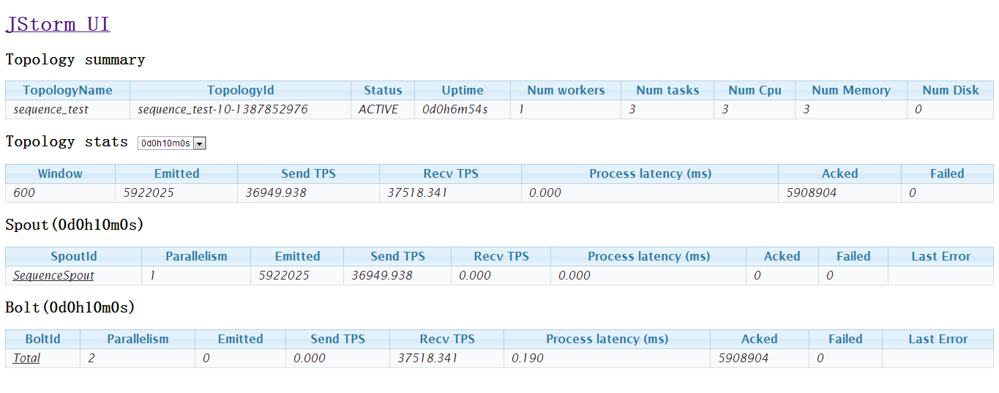 JStorm UI
Topology summary
TopologyName TopologyId Status Uptime Num workers Num tasks Num Cpu Num Memory Num Disk
sequence_test sequence_test-10-1387852976 ACTIVE 0d0h6m54s 1 3 3 3 0
Topology stats 0d0h10m0s
Window Emitted Send TPS Recv TPS Process latency (ms) Acked Failed
600 5922025 36949.938 37518.341 0.000 5908904 0
Spout(0d0h10m0s)
SpoutId Parallelism Emitted Send TPS Recv TPS Process latency (ms) Acked Failed Last Error
SequenceSpout 1 5922025 36949.938 0.000 0.000 0 0
Bolt(0d0h10m0s)
BoltId Parallelism Emitted Send TPS Recv TPS Process latency (ms) Acked Failed Last Error
Total 2 0 0.000 37518.341 0.190 5908904 0